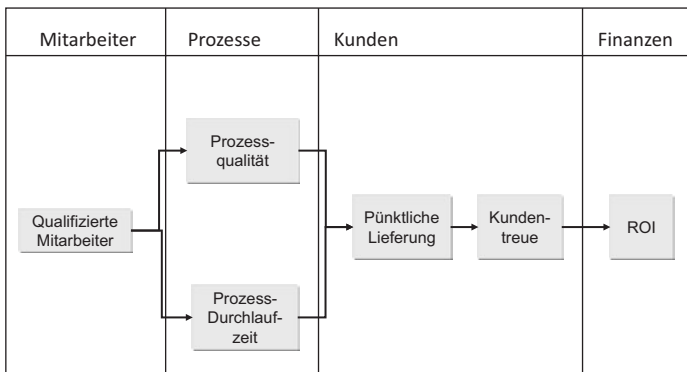 Mitarbeiter
Prozesse
Kunden
Finanzen
Prozess-
qualität
Qualifizierte
Mitarbeiter
Pünktliche
Lieferung
Kunden-
treue
ROI
Prozess-
Durchlauf-
zeit